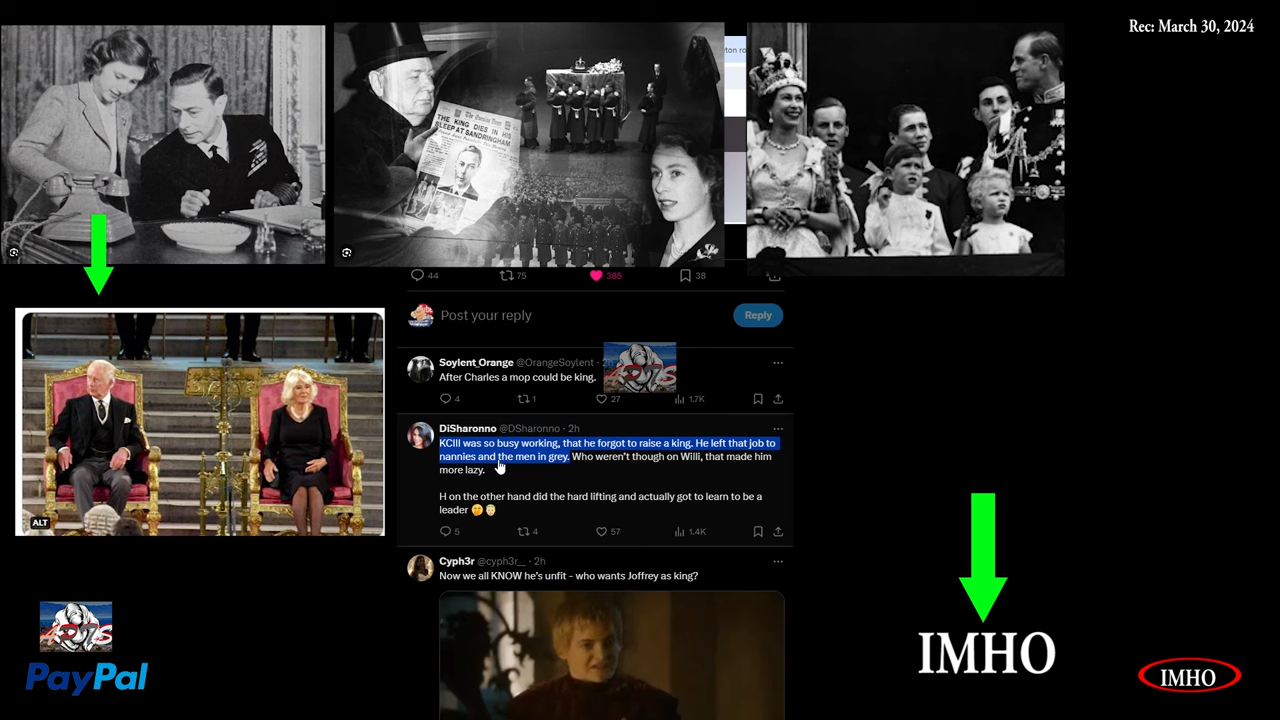 Rec: March 30, 2024
The Evening News
THE KING DIES IN HIS
SLEEP AT SANDRINGHAM
44
75
385
38
Post your reply
Reply
Soylent_Orange @OrangeSoylent · 2h
After Charles a mop could be king.
4
1
27
1.7K
DiSharonno @DSharonno · 2h
KCIII was so busy working, that he forgot to raise a king. He left that job to
nannies and the men in grey. Who weren't though on Willi, that made him
more lazy.
H on the other hand did the hard lifting and actually got to learn to be a
leader
5
4
57
1.4K
Cyph3r @cyph3r__ · 2h
Now we all KNOW he's unfit - who wants Joffrey as king?
ALT
PayPal
IMHO
IMHO